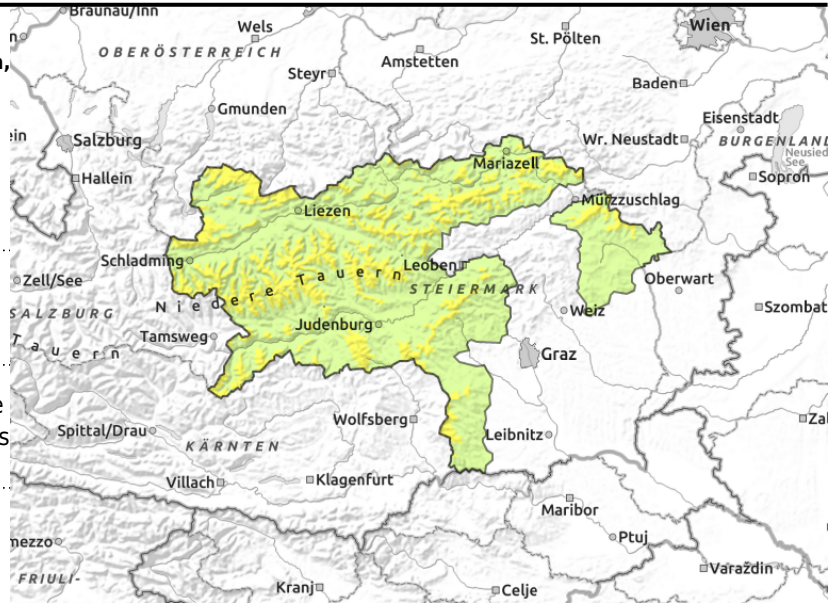 Braunau/Inn
Wels
Wien
OBERÖSTERREICH
St. Pölten
Amstetten
Steyr
Baden
Gmunden
Eisenstadt
Salzburg
Wr. Neustadt
BURGENLAND
Mariazell
Neusied
See
Hallein
Sopron
Mürzzuschlag
Liezen
Schladming
Leoben
Zell/See
Niedere Tauern
STEIERMARK
Oberwart
SALZBURG
Weiz
Szombat
Tamsweg
Judenburg
Tauern
Graz
Wolfsberg
Spittal/Drau
Leibnitz
KÄRNTEN
Villach
Klagenfurt
Maribor
mezzo
Ptuj
Varaždin
FRIULI-
Kranj
Celje